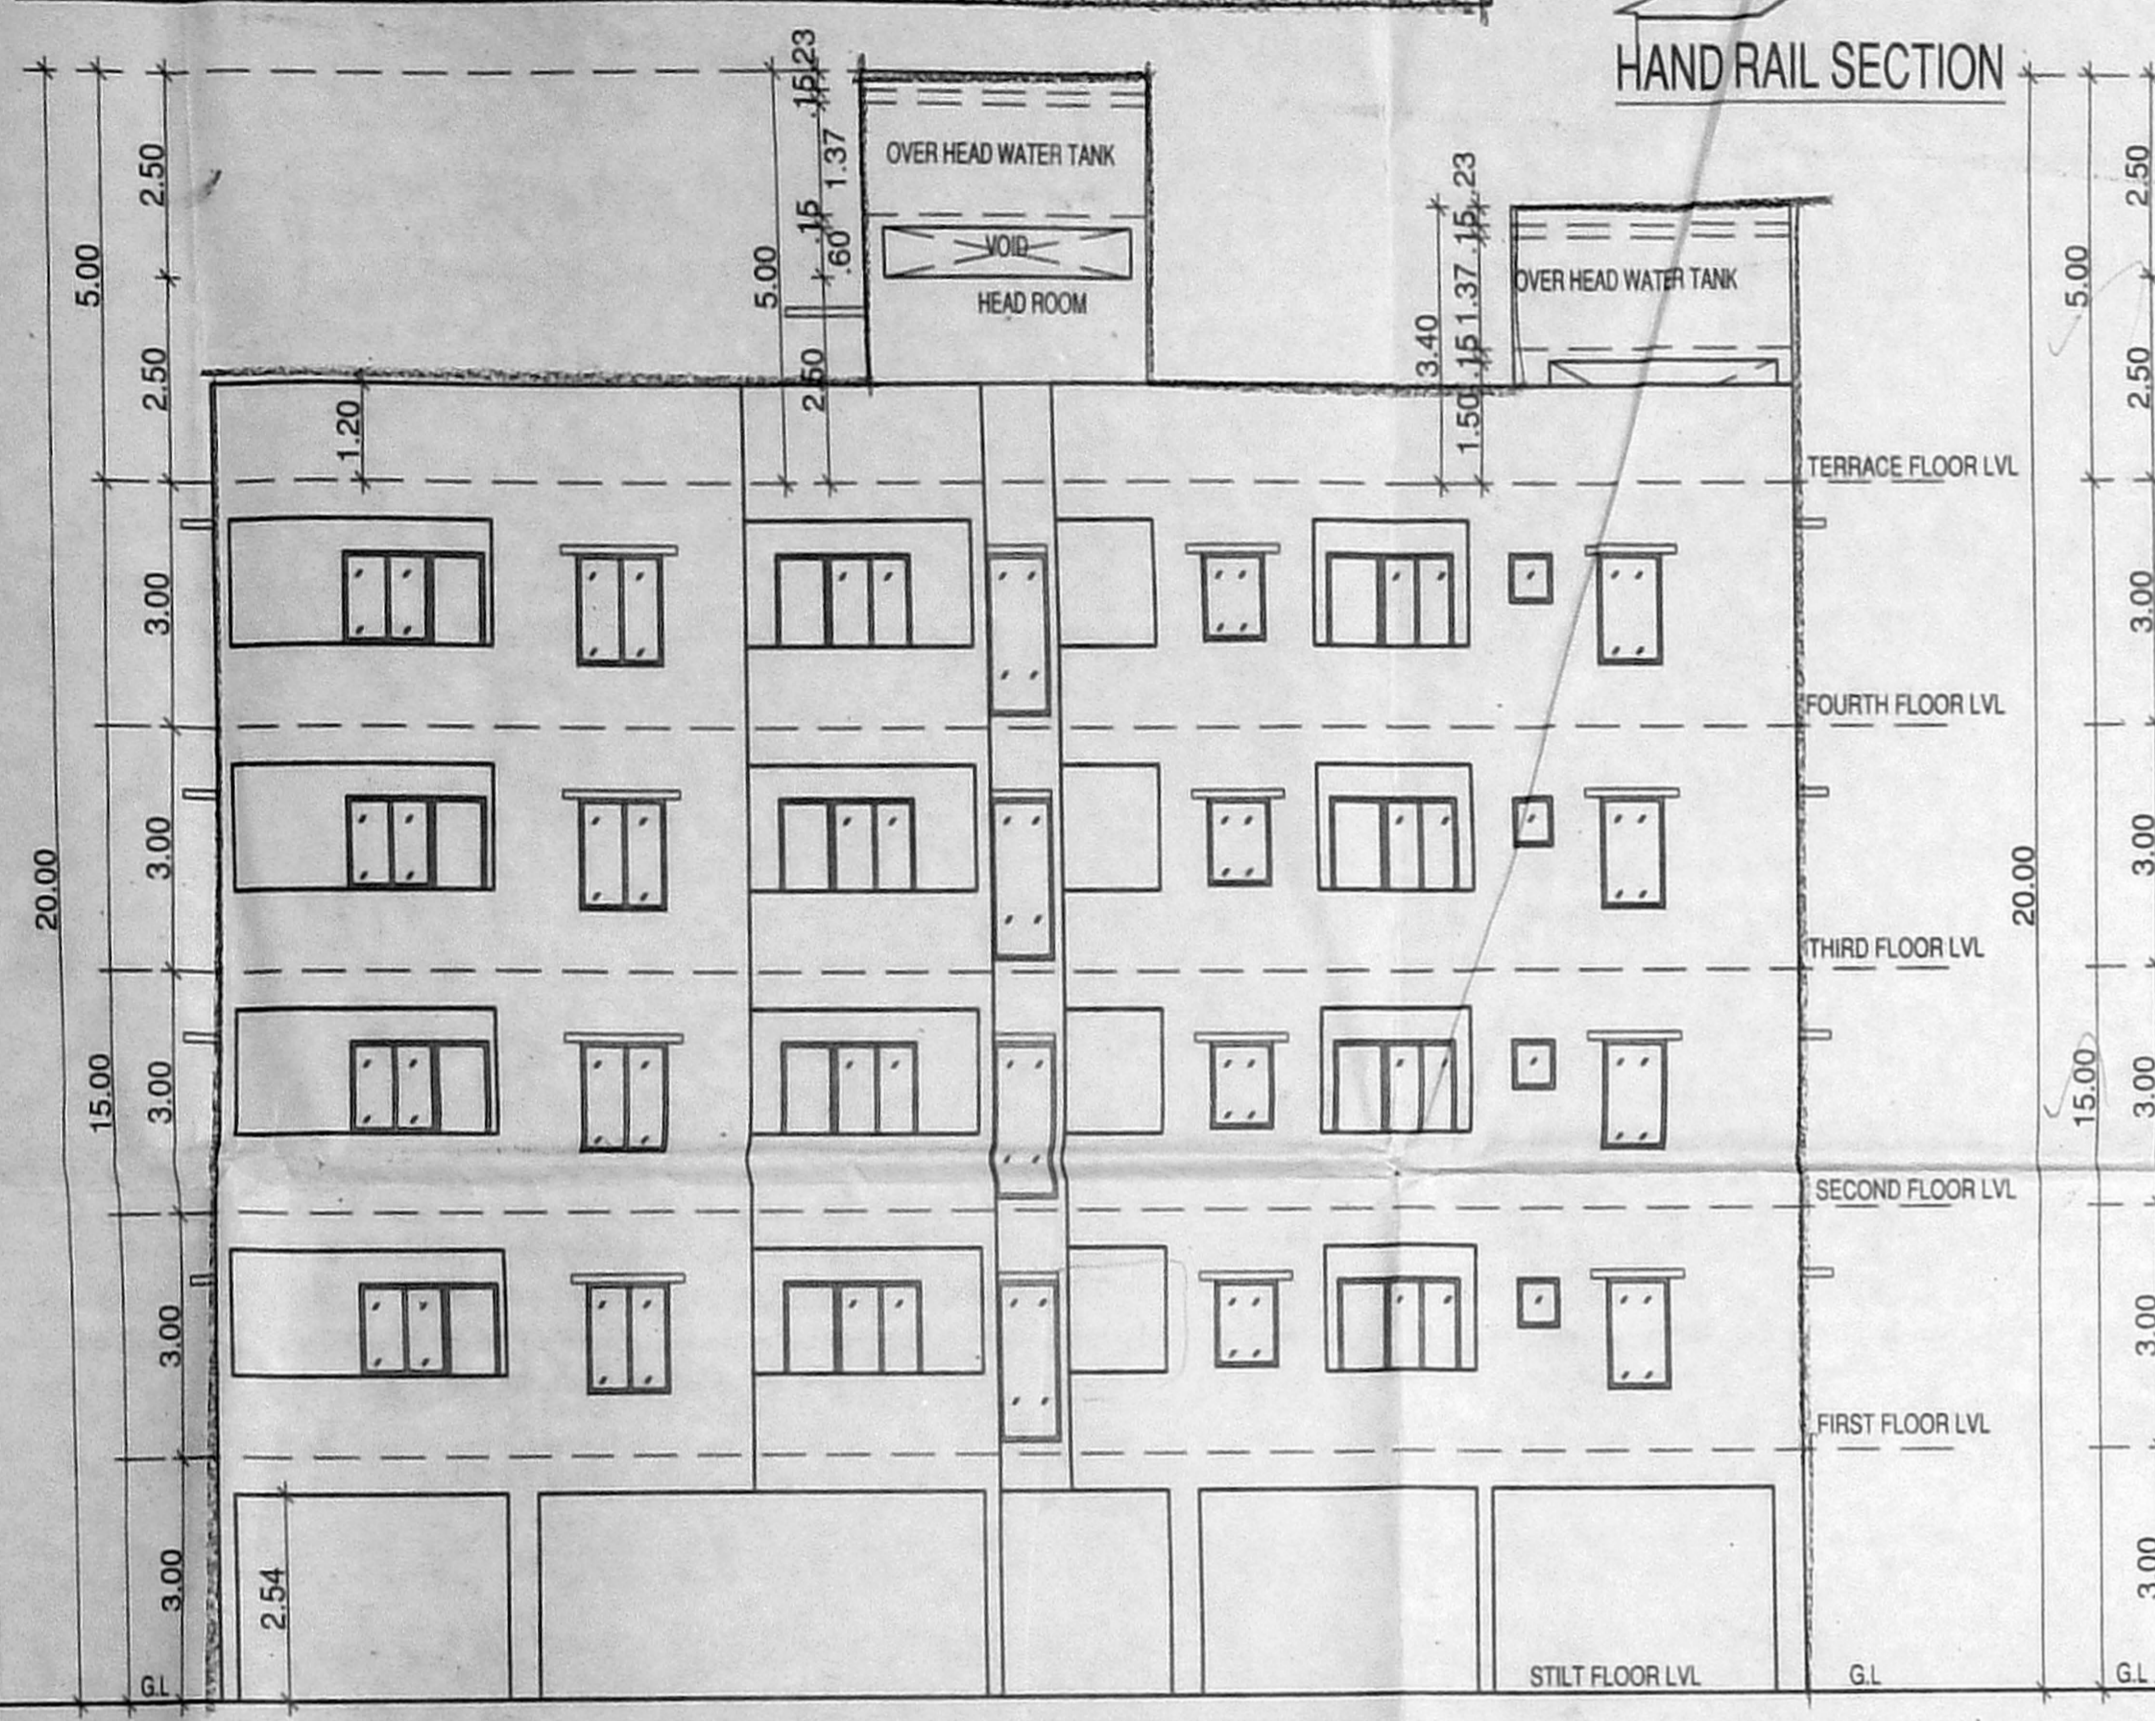 HAND RAIL SECTION
.23
.15
2.50
1.37
OVER HEAD WATER TANK
2.50
.23
.15
.15
.60
5.00
5.00
VOID
HEAD ROOM
1.37
OVER HEAD WATER TANK
5.00
2.50
2.50
3.40
.15
2.50
1.20
1.50
TERRACE FLOOR LVL
3.00
3.00
FOURTH FLOOR LVL
3.00
20.00
20.00
3.00
THIRD FLOOR LVL
15.00
3.00
15.00
3.00
SECOND FLOOR LVL
3.00
3.00
FIRST FLOOR LVL
3.00
2.54
3.00
G.L
STILT FLOOR LVL
G.L
G.L